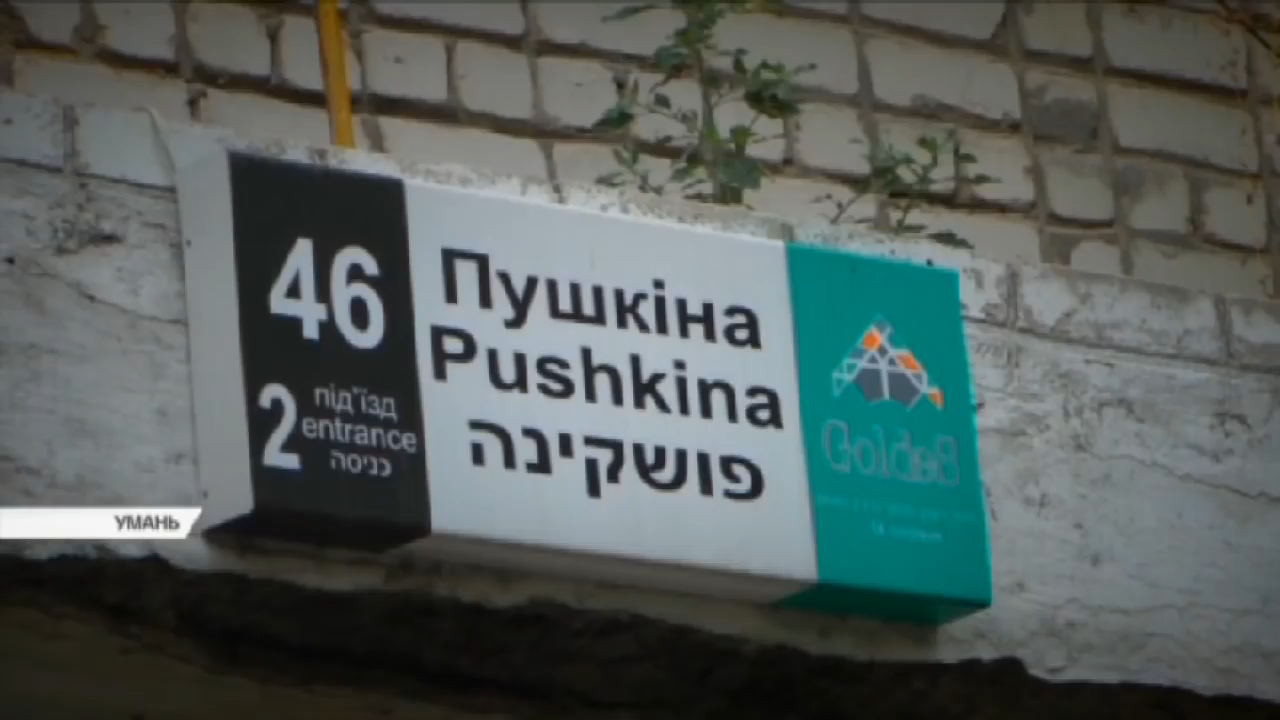 46
2
під'їзд
entrance
כניסה
Пушкіна
Pushkina
פושקינה
УМАНЬ